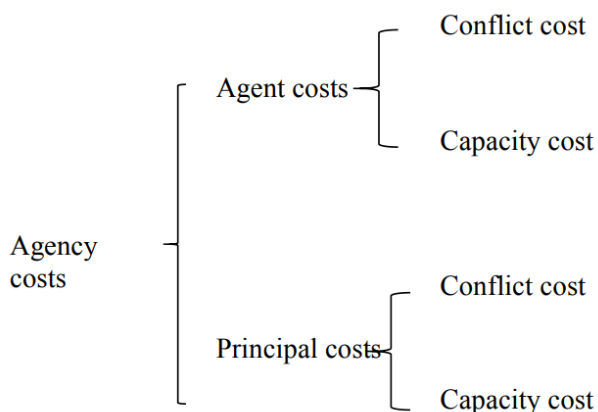 Conflict cost
Agent costs
Capacity cost
Agency
costs
Conflict cost
Principal costs
Capacity cost